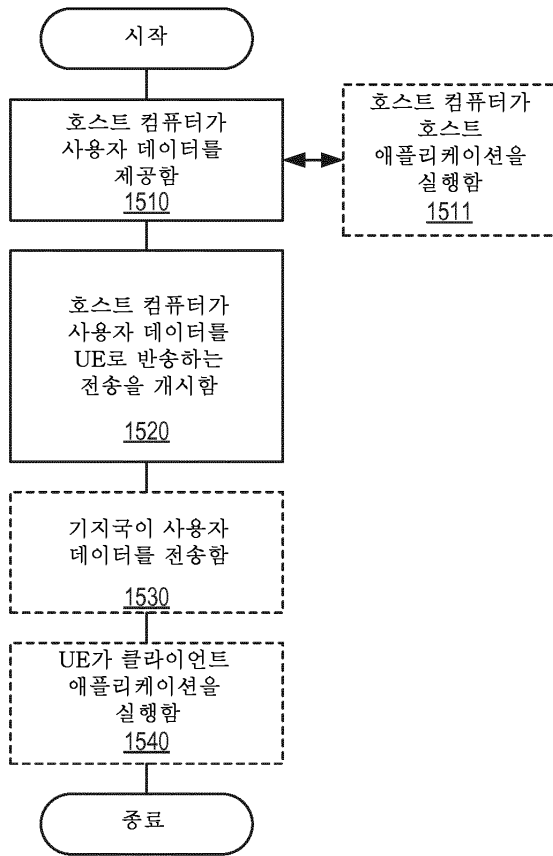 시작
호스트 컴퓨터가
사용자 데이터를
제공함
1510
호스트 컴퓨터가
호스트
애플리케이션을
실행함
1511
호스트 컴퓨터가
사용자 데이터를
UE로 반송하는
전송을 개시함
1520
기지국이 사용자
데이터를 전송함
1530
UE가 클라이언트
애플리케이션을
실행함
1540
종료